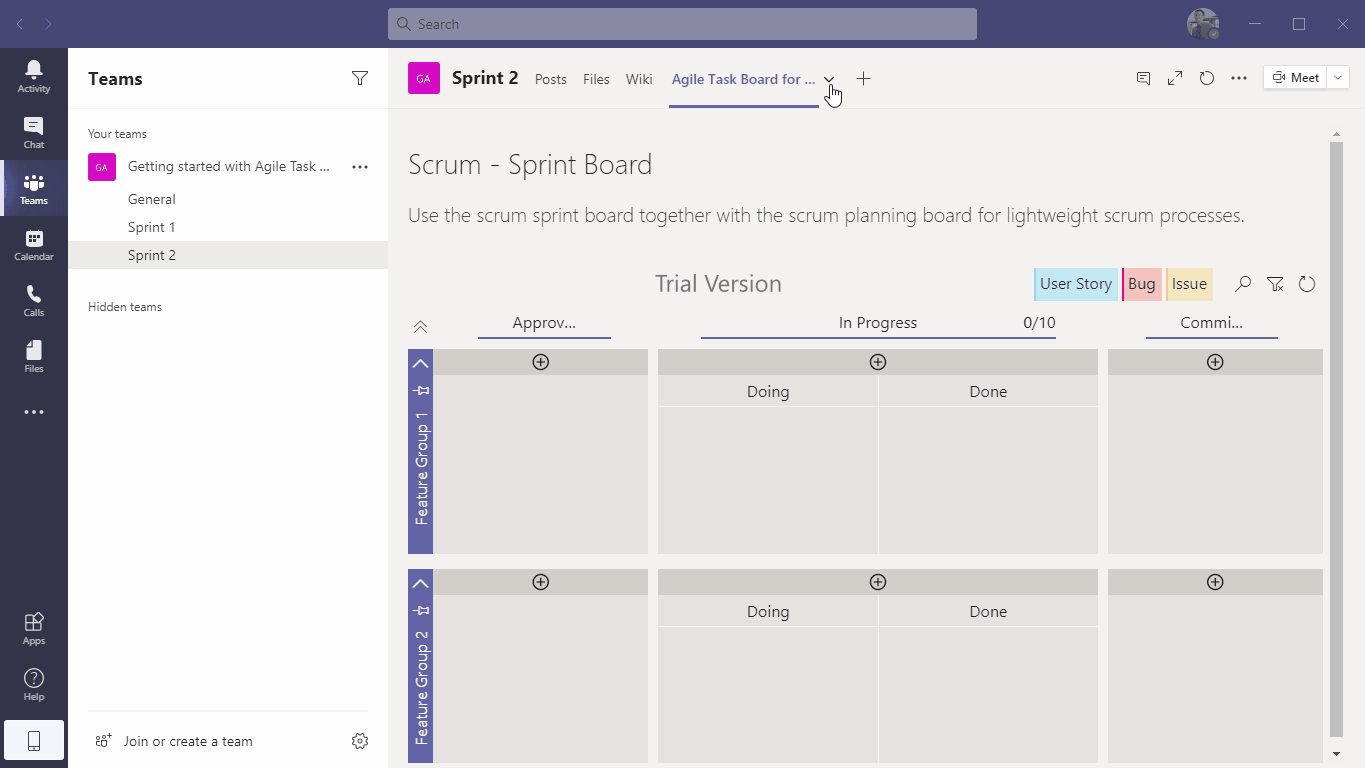 Search
Activity
Chat
Teams
Calendar
Calls
Files
Apps
Help
Teams
Your teams
GA
Getting started with Agile Task ...
General
Sprint 1
Sprint 2
Hidden teams
Join or create a team
GA
Sprint 2
Posts
Files
Wiki
Agile Task Board for ...
Meet
Scrum - Sprint Board
Use the scrum sprint board together with the scrum planning board for lightweight scrum processes.
Trial Version
User Story
Bug
Issue
Approv...
In Progress
0/10
Commi...
Feature Group 1
Doing
Done
Feature Group 2
Doing
Done